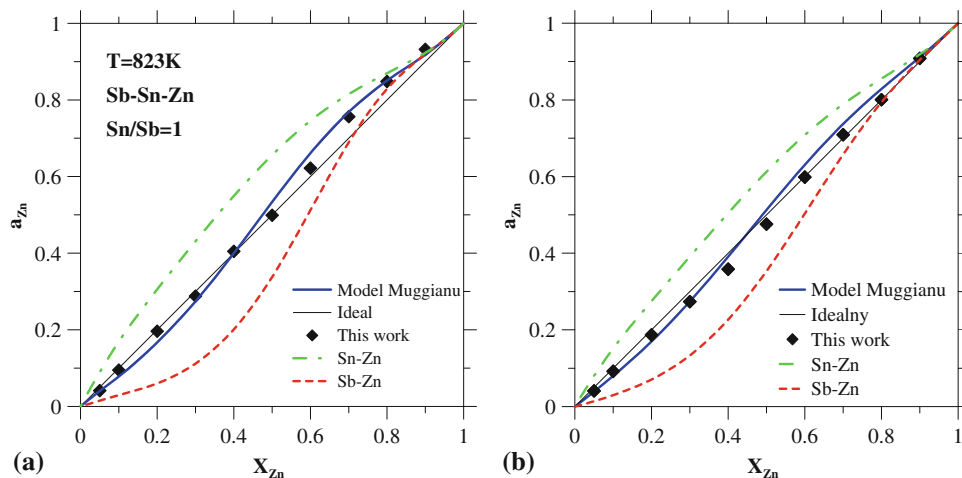 1
0.8
0.6
0.4
0.2
0
a_Zn
T=823K
Sb-Sn-Zn
Sn/Sb=1
Model Muggianu
Ideal
This work
Sn-Zn
Sb-Zn
0 0.2 0.4 0.6 0.8 1
(a)
X_Zn
1
0.8
0.6
0.4
0.2
0
a_Zn
Model Muggianu
Idealny
This work
Sn-Zn
Sb-Zn
0 0.2 0.4 0.6 0.8 1
(b)
X_Zn